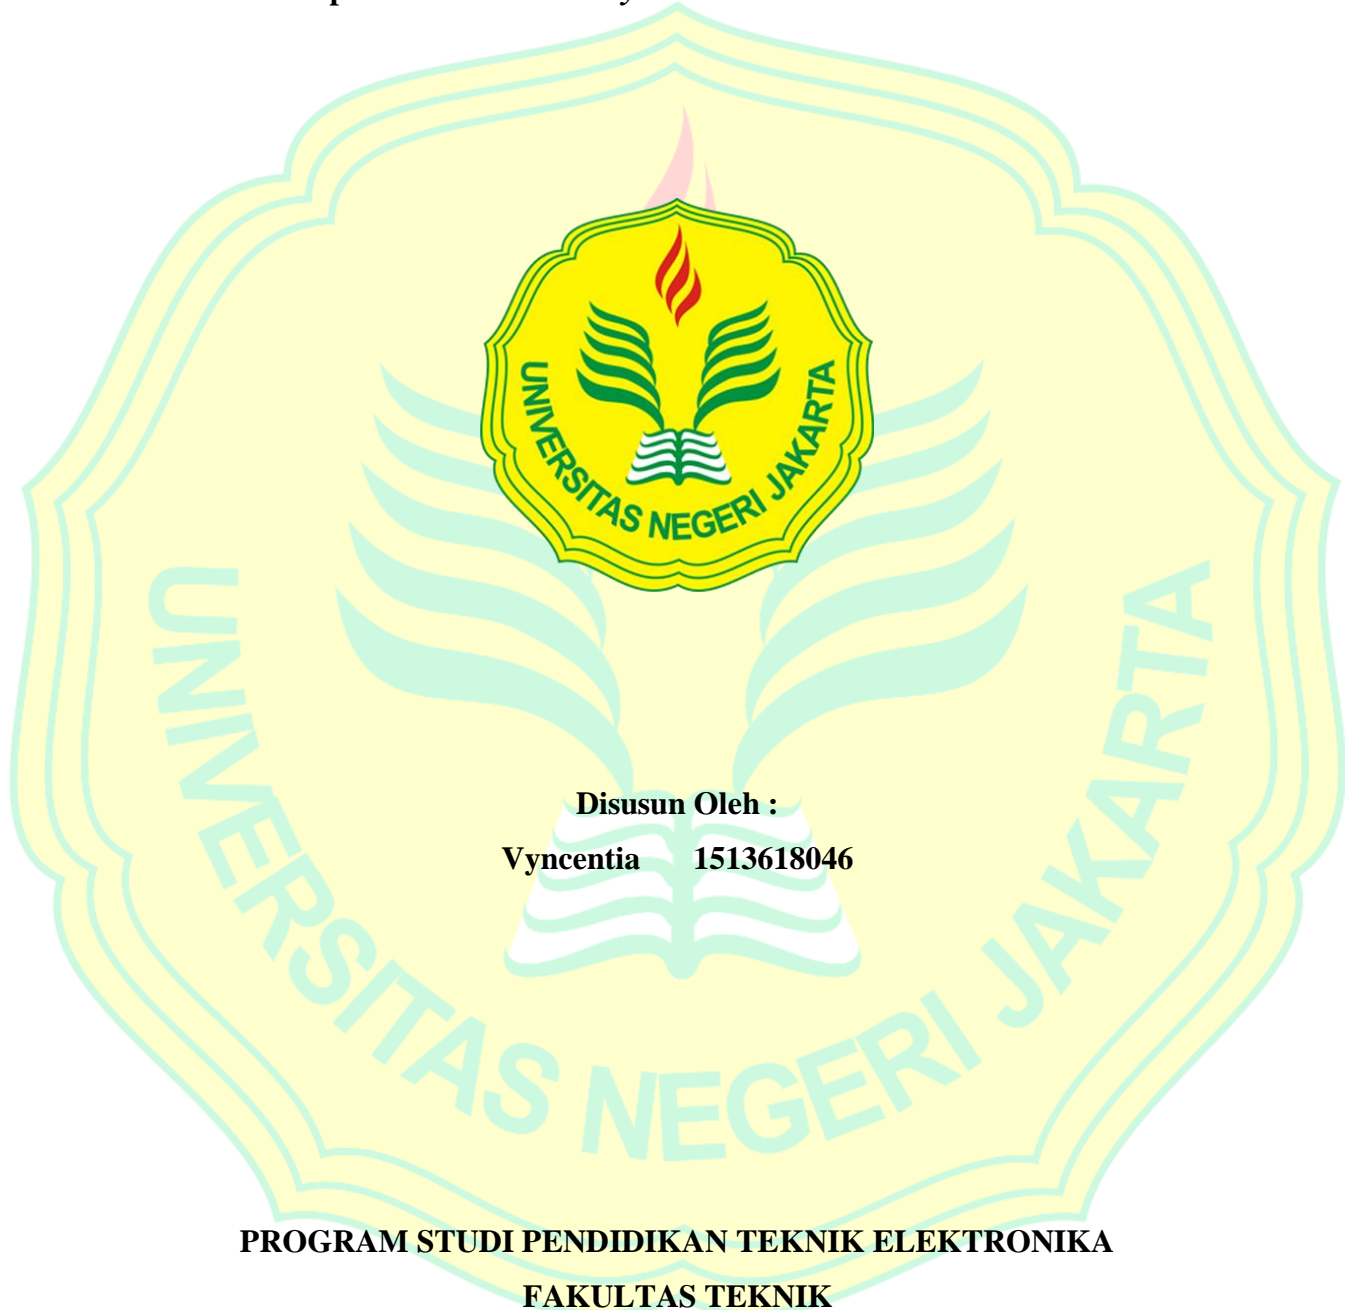 UNIVERSITAS NEGERI JAKARTA
UNIVERSITAS NEGERI JAKARTA
Disusun Oleh :
Vyncentia 1513618046
PROGRAM STUDI PENDIDIKAN TEKNIK ELEKTRONIKA
FAKULTAS TEKNIK